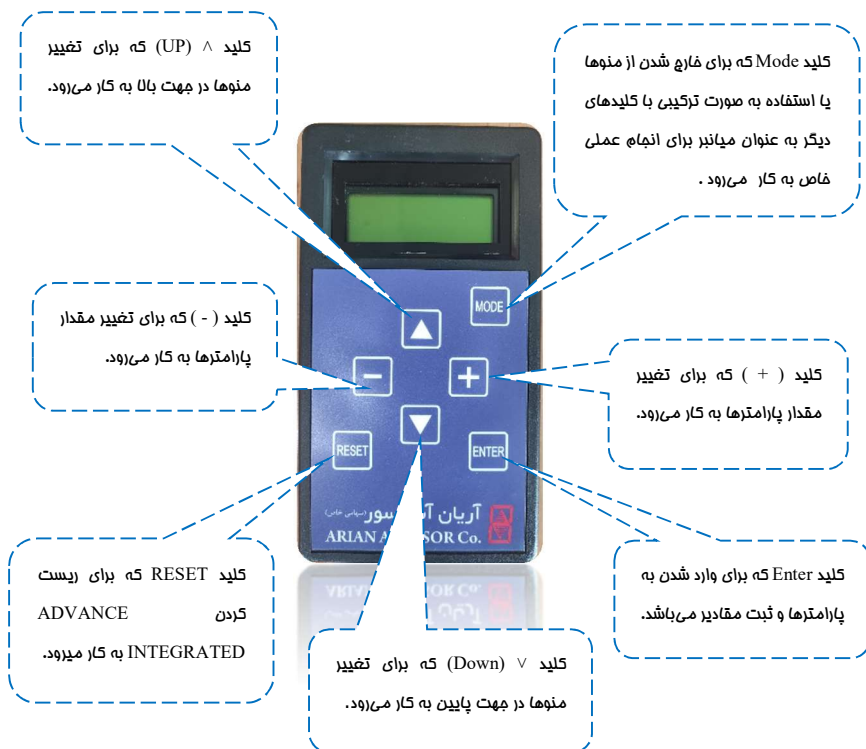 کلید ˄ (UP) که برای تغییر
منوها در جهت بالا به کار می‌رود.
کلید Mode که برای خارج شدن از منوها
یا استفاده به صورت ترکیبی با کلیدهای
دیگر به عنوان میانبر برای انجام عملی
خاص به کار می‌رود .
کلید ( - ) که برای تغییر مقدار
پارامترها به کار می‌رود.
کلید ( + ) که برای تغییر
مقدار پارامترها به کار می‌رود.
MODE
RESET
ENTER
آریان
سور
(سهامی خاص)
ARIAN A
SOR Co.
کلید RESET که برای ریست
کردن ADVANCE
INTEGRATED به کار میرود.
کلید ˅ (Down) که برای تغییر
منوها در جهت پایین به کار می‌رود.
کلید Enter که برای وارد شدن به
پارامترها و ثبت مقادیر می‌باشد.